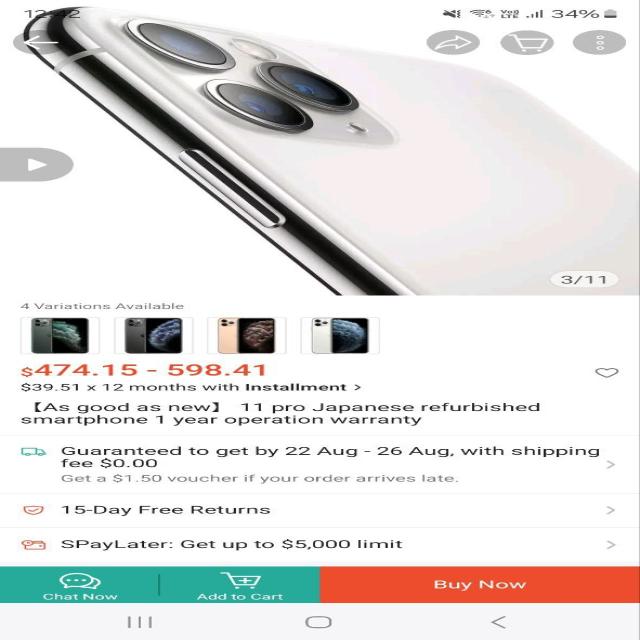 12:42
VoD LTE 34%
3/11
4 Variations Available
$474.15 - 598.41
$39.51 x 12 months with Installment >
【As good as new】 11 pro Japanese refurbished
smartphone 1 year operation warranty
Guaranteed to get by 22 Aug - 26 Aug, with shipping
fee $0.00
Get a $1.50 voucher if your order arrives late.
15-Day Free Returns
SPayLater: Get up to $5,000 limit
Chat Now
Add to Cart
Buy Now